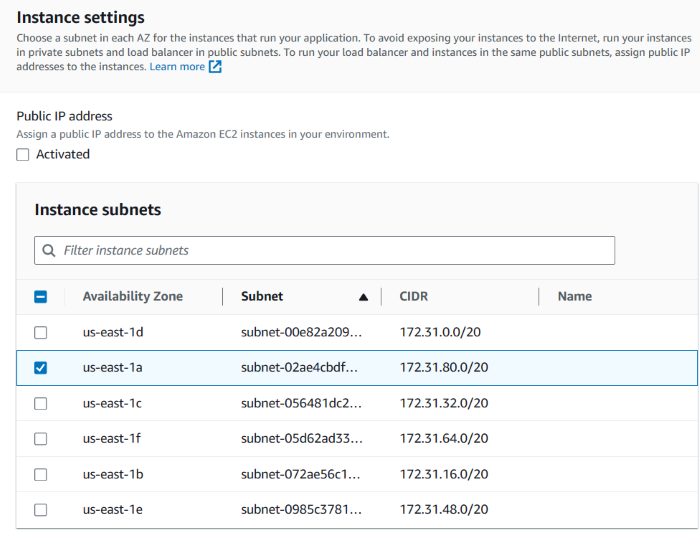 Instance settings
Choose a subnet in each AZ for the instances that run your application. To avoid exposing your instances to the Internet, run your instances
in private subnets and load balancer in public subnets. To run your load balancer and instances in the same public subnets, assign public IP
addresses to the instances. Learn more
Public IP address
Assign a public IP address to the Amazon EC2 instances in your environment.
Activated
Instance subnets
Filter instance subnets
Availability Zone Subnet CIDR Name
us-east-1d subnet-00e82a209... 172.31.0.0/20
us-east-1a subnet-02ae4cbdf... 172.31.80.0/20
us-east-1c subnet-056481dc2... 172.31.32.0/20
us-east-1f subnet-05d62ad33... 172.31.64.0/20
us-east-1b subnet-072ae56c1... 172.31.16.0/20
us-east-1e subnet-0985c3781... 172.31.48.0/20